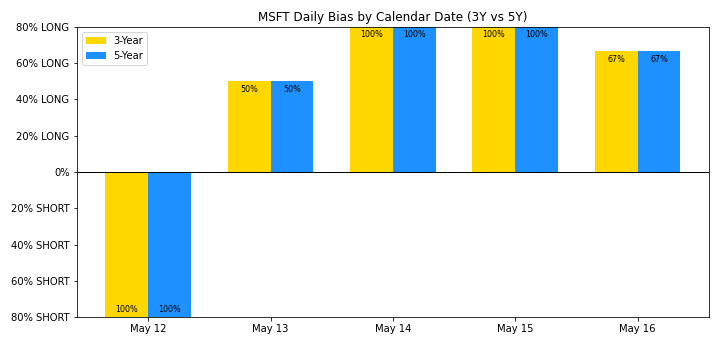 MSFT Daily Bias by Calendar Date (3Y vs 5Y)
80% LONG
60% LONG
40% LONG
20% LONG
0%
20% SHORT
40% SHORT
60% SHORT
80% SHORT
3-Year
5-Year
100% 100%
50% 50%
100% 100%
100% 100%
67% 67%
May 12 May 13 May 14 May 15 May 16